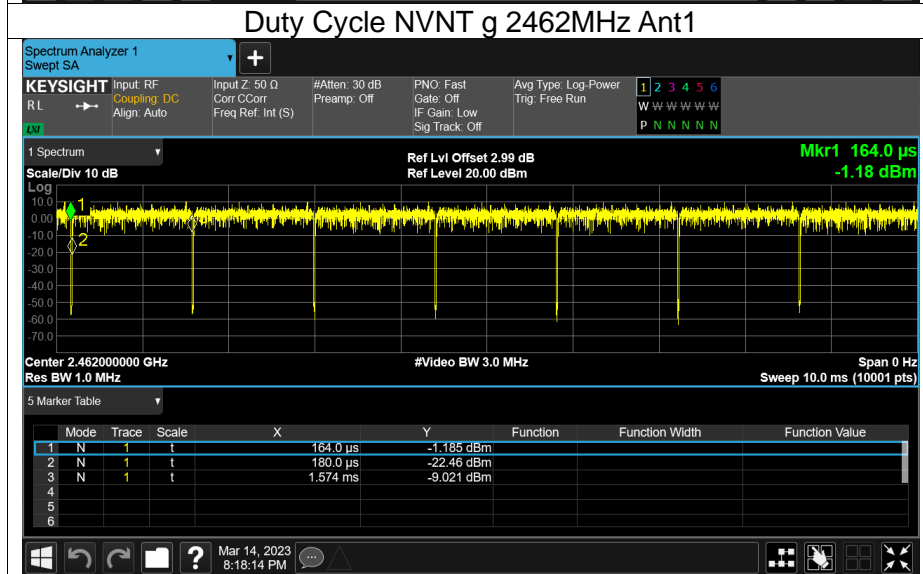 Duty Cycle NVNT g 2462MHz Ant1
Spectrum Analyzer 1
Swept SA
KEYSIGHT
R L
LXI
Input: RF
Coupling: DC
Align: Auto
Input Z: 50 Ω
Corr CCorr
Freq Ref: Int (S)
#Atten: 30 dB
Preamp: Off
PNO: Fast
Gate: Off
IF Gain: Low
Sig Track: Off
Avg Type: Log-Power
Trig: Free Run
1 2 3 4 5 6
W W W W W W
P N N N N N
1 Spectrum
Scale/Div 10 dB
Ref Lvl Offset 2.99 dB
Ref Level 20.00 dBm
Mkr1 164.0 µs
-1.18 dBm
Log
10.0
0.00
-10.0
-20.0
-30.0
-40.0
-50.0
-60.0
-70.0
1
2
Center 2.462000000 GHz
#Video BW 3.0 MHz
Span 0 Hz
Res BW 1.0 MHz
Sweep 10.0 ms (10001 pts)
5 Marker Table
Mode Trace Scale X Y Function Function Width Function Value
1 N 1 t 164.0 µs -1.185 dBm
2 N 1 t 180.0 µs -22.46 dBm
3 N 1 t 1.574 ms -9.021 dBm
4
5
6
?
Mar 14, 2023
8:18:14 PM